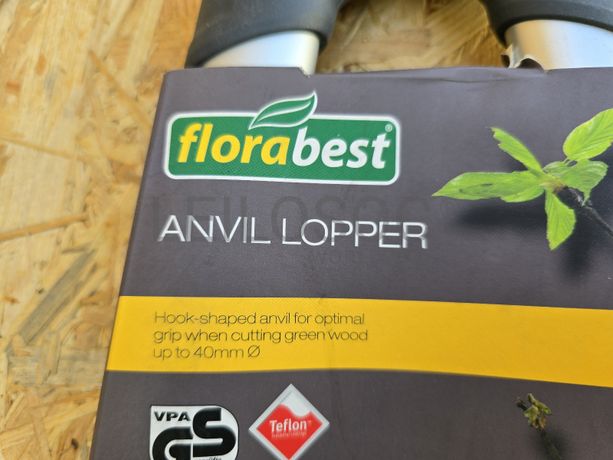 florabest®
ANVIL LOPPER
Hook-shaped anvil for optimal
grip when cutting green wood
up to 40mm Ø
VPA
GS
Teflon